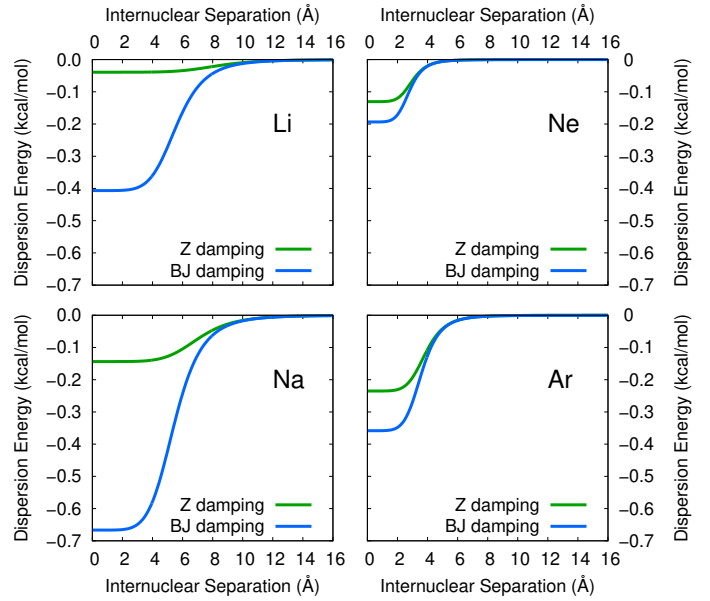 Internuclear Separation (Å) Internuclear Separation (Å)
0 2 4 6 8 10 12 14 16 0 2 4 6 8 10 12 14 16
Dispersion Energy (kcal/mol)
0.0
−0.1
−0.2
−0.3
−0.4
−0.5
−0.6
−0.7
Li
Z damping
BJ damping
Ne
Z damping
BJ damping
0.0
−0.1
−0.2
−0.3
−0.4
−0.5
−0.6
−0.7
Dispersion Energy (kcal/mol)
Dispersion Energy (kcal/mol)
0.0
−0.1
−0.2
−0.3
−0.4
−0.5
−0.6
−0.7
Na
Z damping
BJ damping
Ar
Z damping
BJ damping
0
−0.1
−0.2
−0.3
−0.4
−0.5
−0.6
−0.7
Dispersion Energy (kcal/mol)
0 2 4 6 8 10 12 14 16 0 2 4 6 8 10 12 14 16
Internuclear Separation (Å) Internuclear Separation (Å)